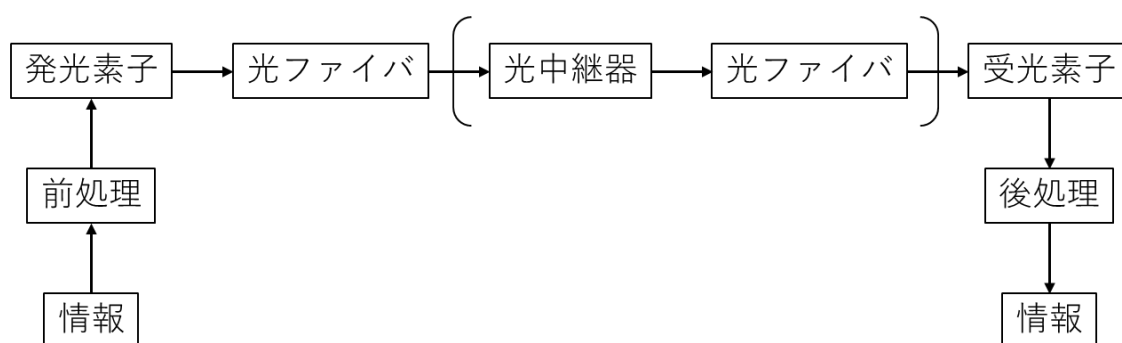 発光素子
光ファイバ
光中継器
光ファイバ
受光素子
前処理
後処理
情報
情報